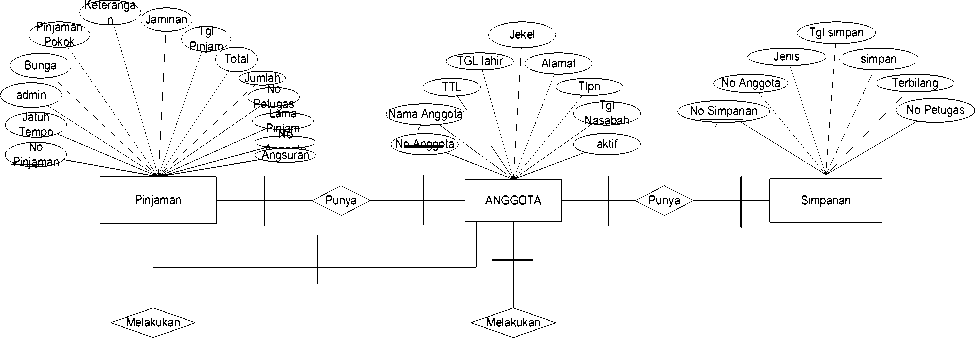 Keteranga
n
Jaminan
Pinjaman
Pokok
Tgl
Pinjam
Total
Bunga
Jumlah
No
Petugas
admin
Lama
Pinjam
Jatuh
Tempo
No
Angsuran
No
Pinjaman
Pinjaman
Punya
Jekel
TGL lahir
Alamat
TTL
Tlpn
Nama Anggota
Tgl
Nasabah
No Anggota
aktif
ANGGOTA
Punya
Tgl simpan
Jenis
simpan
No Anggota
Terbilang
No Simpanan
No Petugas
Simpanan
Melakukan
Melakukan